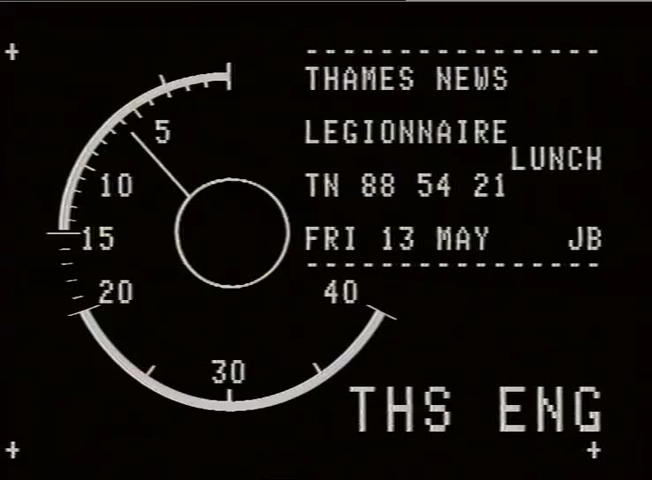 THAMES NEWS
LEGIONNAIRE
LUNCH
TN 88 54 21
FRI 13 MAY JB
5
10
15
20
30
40
THS ENG